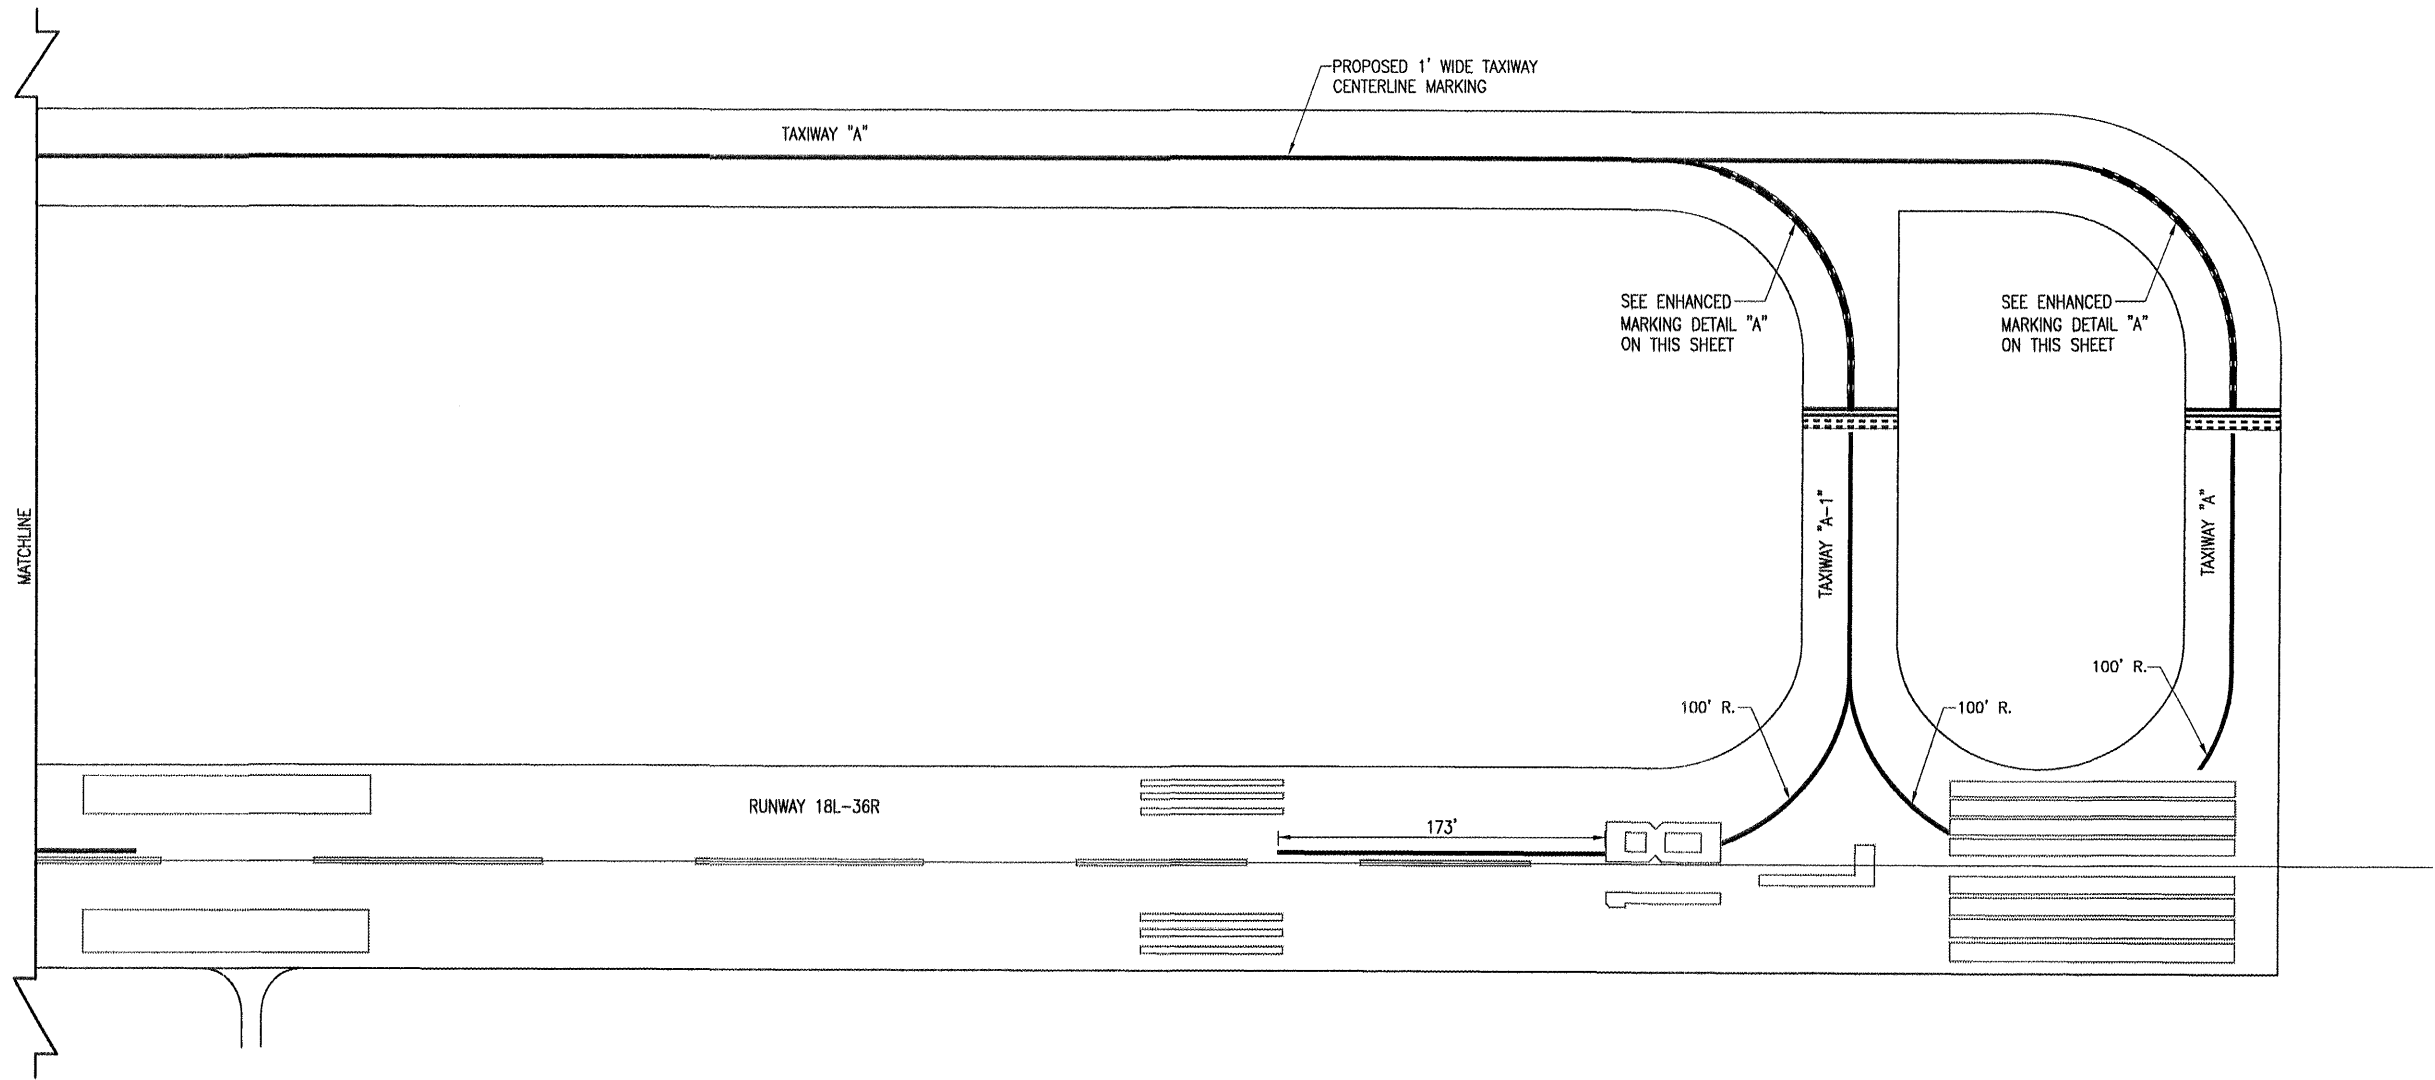 PROPOSED 1' WIDE TAXIWAY
CENTERLINE MARKING
TAXIWAY "A"
SEE ENHANCED
MARKING DETAIL "A"
ON THIS SHEET
SEE ENHANCED
MARKING DETAIL "A"
ON THIS SHEET
MATCHLINE
TAXIWAY "A-1"
TAXIWAY "A"
100' R.
100' R.
100' R.
RUNWAY 18L-36R
173'